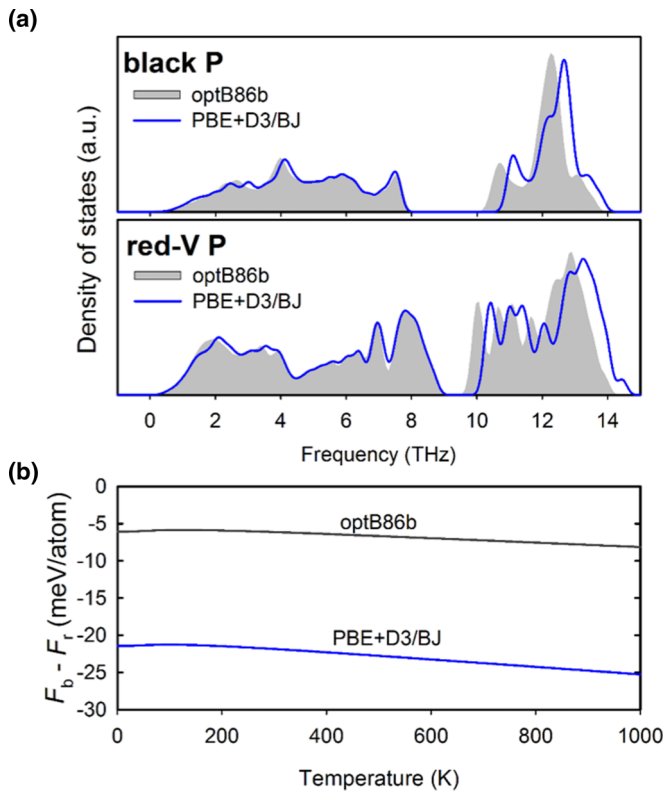 (a)
black P
optB86b
PBE+D3/BJ
red-V P
optB86b
PBE+D3/BJ
Density of states (a.u.)
0 2 4 6 8 10 12 14
Frequency (THz)
(b)
0
-5
-10
-15
-20
-25
-30
F_b - F_r (meV/atom)
optB86b
PBE+D3/BJ
0 200 400 600 800 1000
Temperature (K)